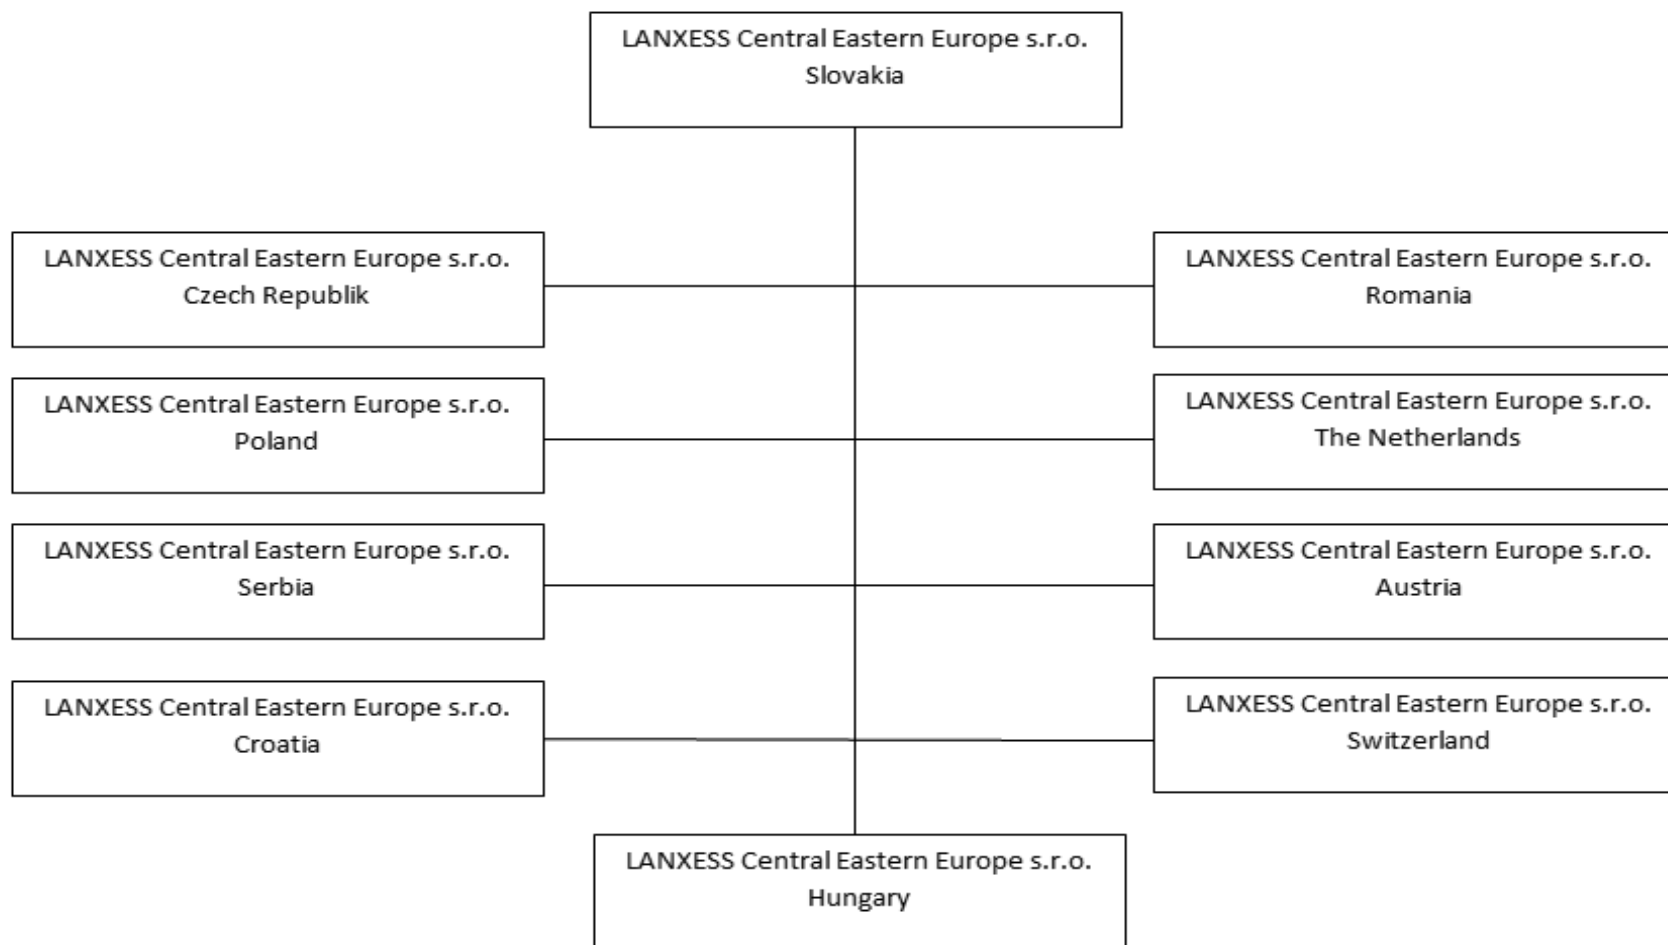 LANXESS Central Eastern Europe s.r.o.
Slovakia
LANXESS Central Eastern Europe s.r.o.
Czech Republik
LANXESS Central Eastern Europe s.r.o.
Romania
LANXESS Central Eastern Europe s.r.o.
Poland
LANXESS Central Eastern Europe s.r.o.
The Netherlands
LANXESS Central Eastern Europe s.r.o.
Serbia
LANXESS Central Eastern Europe s.r.o.
Austria
LANXESS Central Eastern Europe s.r.o.
Croatia
LANXESS Central Eastern Europe s.r.o.
Switzerland
LANXESS Central Eastern Europe s.r.o.
Hungary